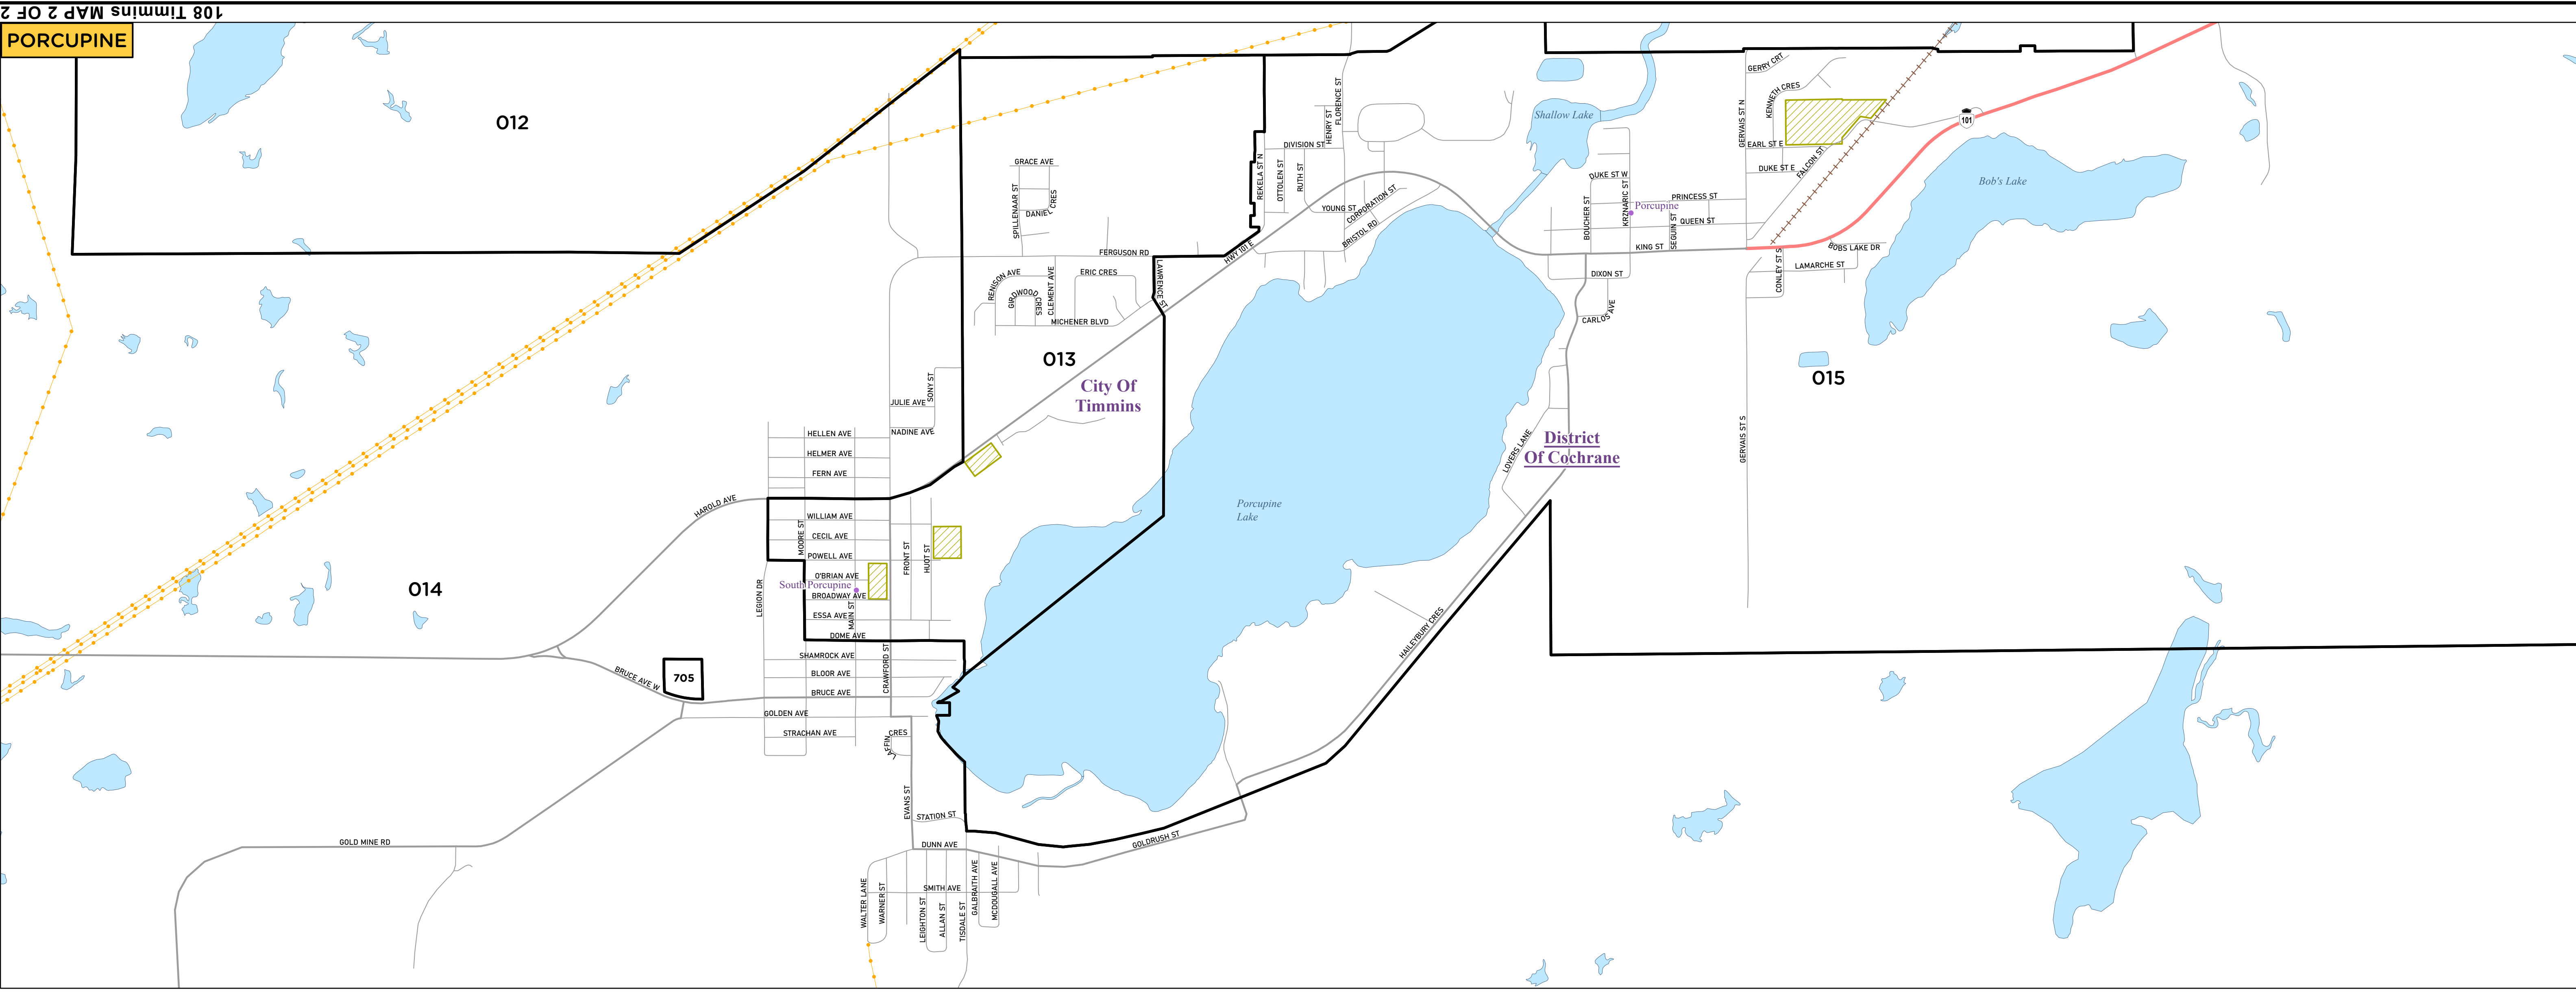 108 Timmins MAP 2 OF 2
PORCUPINE
012
GRACE AVE
SPILLENAAR ST
DANIEL CRES
FERGUSON RD
RENISON AVE
GIRDWOOD CRES
CLEMENT AVE
ERIC CRES
MICHENER BLVD
LAWRENCE ST
HWY 101 E
REKELA ST N
OTTOLEN ST
RUTH ST
DIVISION ST
HENRY ST
FLORENCE ST
YOUNG ST
CORPORATION ST
BRISTOL RD
Shallow Lake
DUKE ST W
BOUCHER ST
KRZNARIC ST
Porcupine
PRINCESS ST
SEGUIN ST
QUEEN ST
KING ST
DIXON ST
CARLOS AVE
GERRY CRT
KENNETH CRES
GERVAIS ST N
EARL ST E
DUKE ST E
FALCON ST
101
Bob's Lake
BOBS LAKE DR
LAMARCHE ST
CONLEY ST S
GERVAIS ST S
015
013
City Of
Timmins
District
Of Cochrane
LOVERS LANE
Porcupine
Lake
HAILEYBURY CRES
SONY ST
JULIE AVE
NADINE AVE
HELLEN AVE
HELMER AVE
FERN AVE
HAROLD AVE
WILLIAM AVE
MOORE ST
CECIL AVE
POWELL AVE
FRONT ST
HUOT ST
O'BRIAN AVE
South Porcupine
BROADWAY AVE
LEGION DR
ESSA AVE
MAIN ST
DOME AVE
014
SHAMROCK AVE
CRAWFORD ST
BLOOR AVE
BRUCE AVE
BRUCE AVE W
705
GOLDEN AVE
STRACHAN AVE
LAFFIN CRES
EVANS ST
STATION ST
DUNN AVE
GOLDRUSH ST
GOLD MINE RD
WALTER LANE
WARNER ST
LEIGHTON ST
SMITH AVE
ALLAN ST
TISDALE ST
GALBRAITH AVE
MCDOUGALL AVE